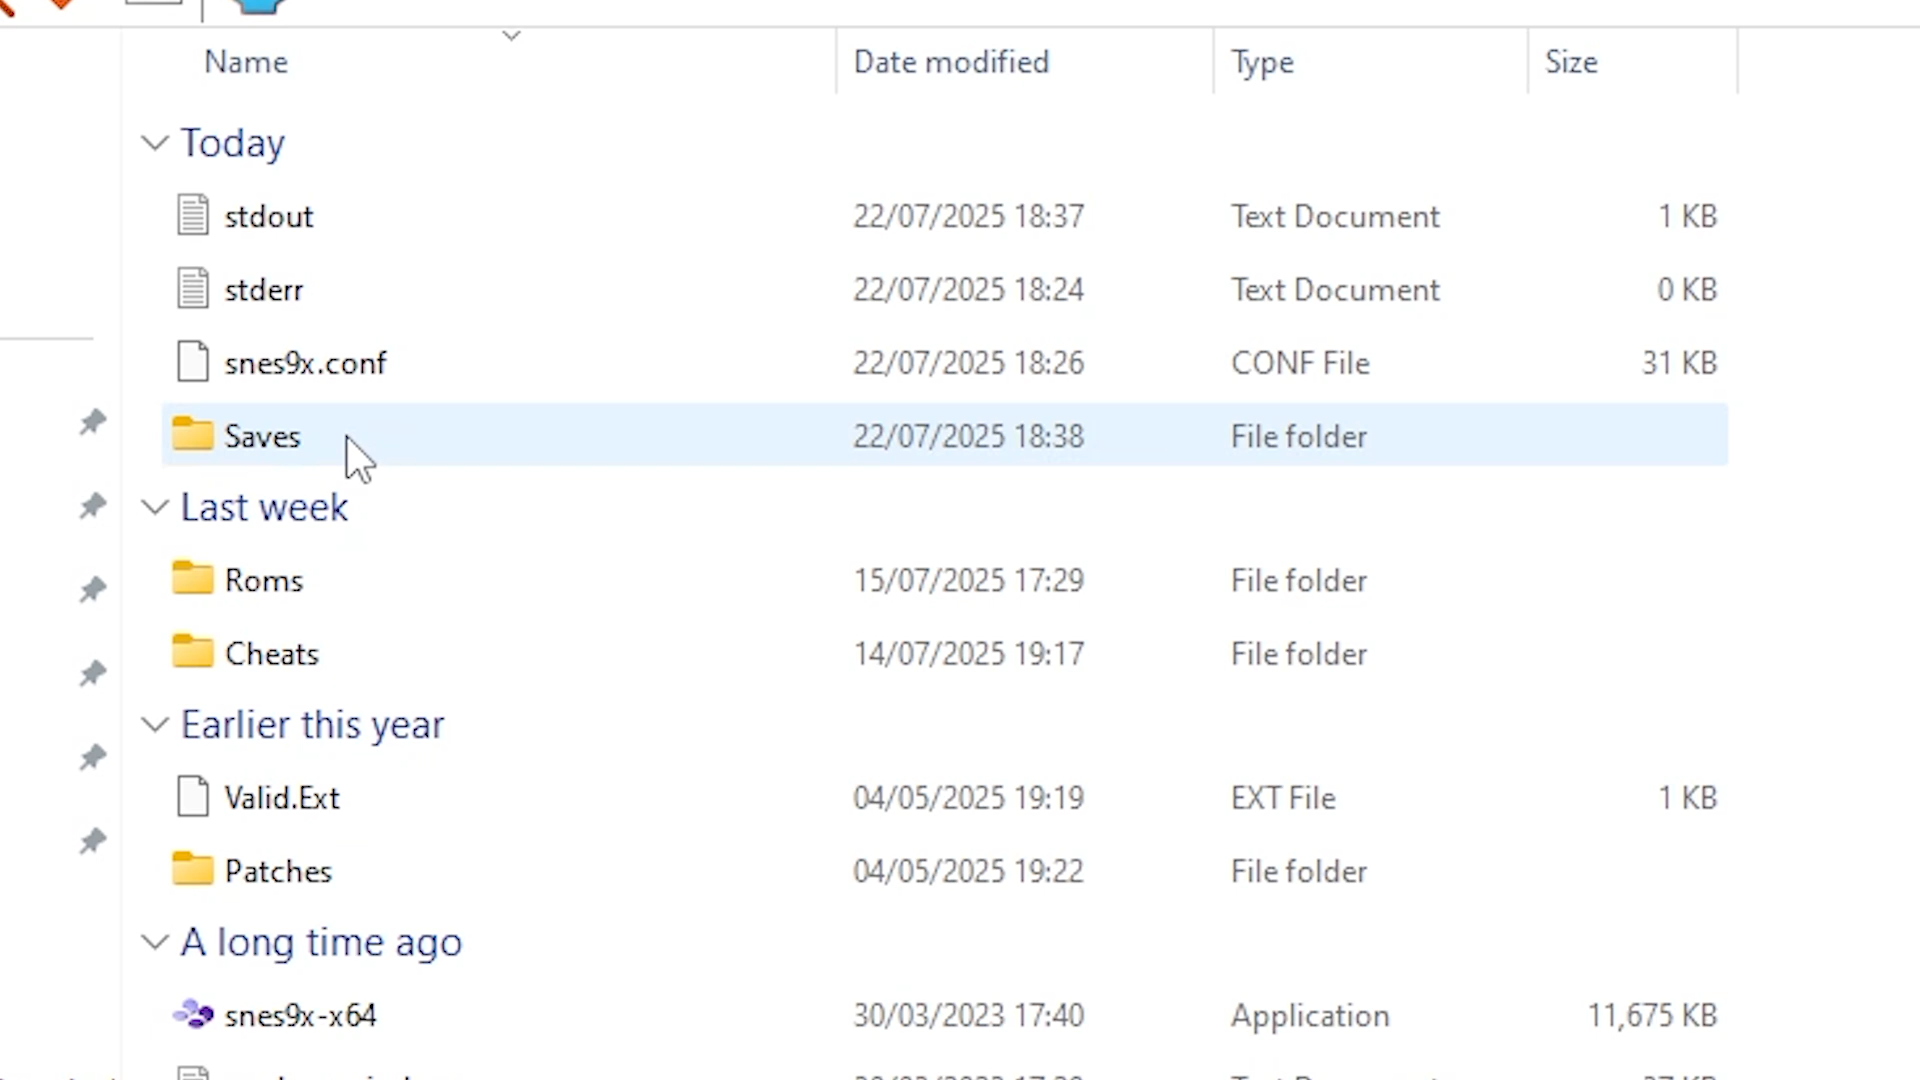 Name Date modified Type Size
Today
stdout 22/07/2025 18:37 Text Document 1 KB
stderr 22/07/2025 18:24 Text Document 0 KB
snes9x.conf 22/07/2025 18:26 CONF File 31 KB
Saves 22/07/2025 18:38 File folder
Last week
Roms 15/07/2025 17:29 File folder
Cheats 14/07/2025 19:17 File folder
Earlier this year
Valid.Ext 04/05/2025 19:19 EXT File 1 KB
Patches 04/05/2025 19:22 File folder
A long time ago
snes9x-x64 30/03/2023 17:40 Application 11,675 KB